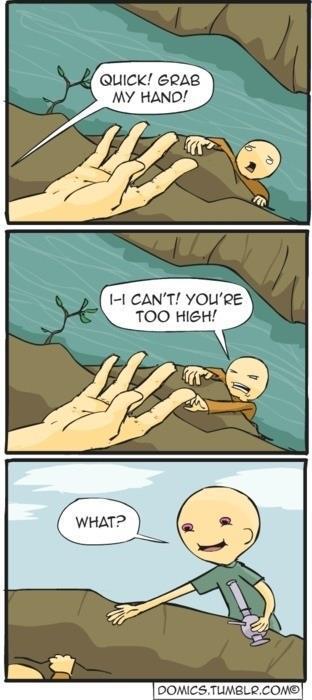 QUICK! GRAB
MY HAND!
I-I CAN'T! YOU'RE
TOO HIGH!
WHAT?
DOMICS.TUMBLR.COM©